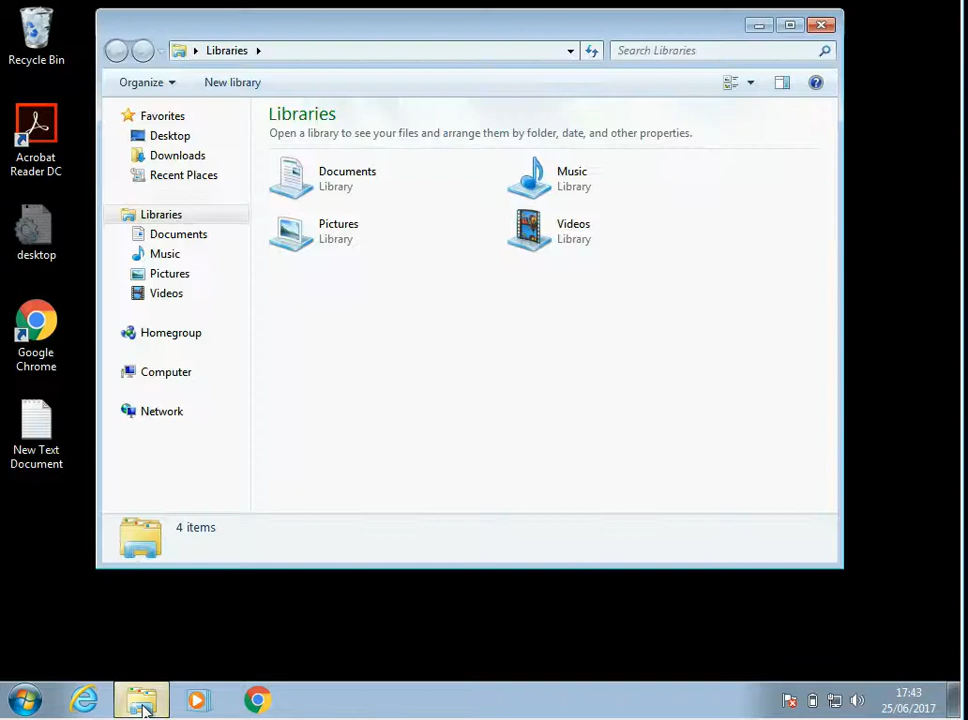 Recycle Bin
Acrobat
Reader DC
desktop
Google
Chrome
New Text
Document
Libraries
Search Libraries
Organize
New library
Favorites
Desktop
Downloads
Recent Places
Libraries
Documents
Music
Pictures
Videos
Homegroup
Computer
Network
Libraries
Open a library to see your files and arrange them by folder, date, and other properties.
Documents
Library
Music
Library
Pictures
Library
Videos
Library
4 items
17:43
25/06/2017